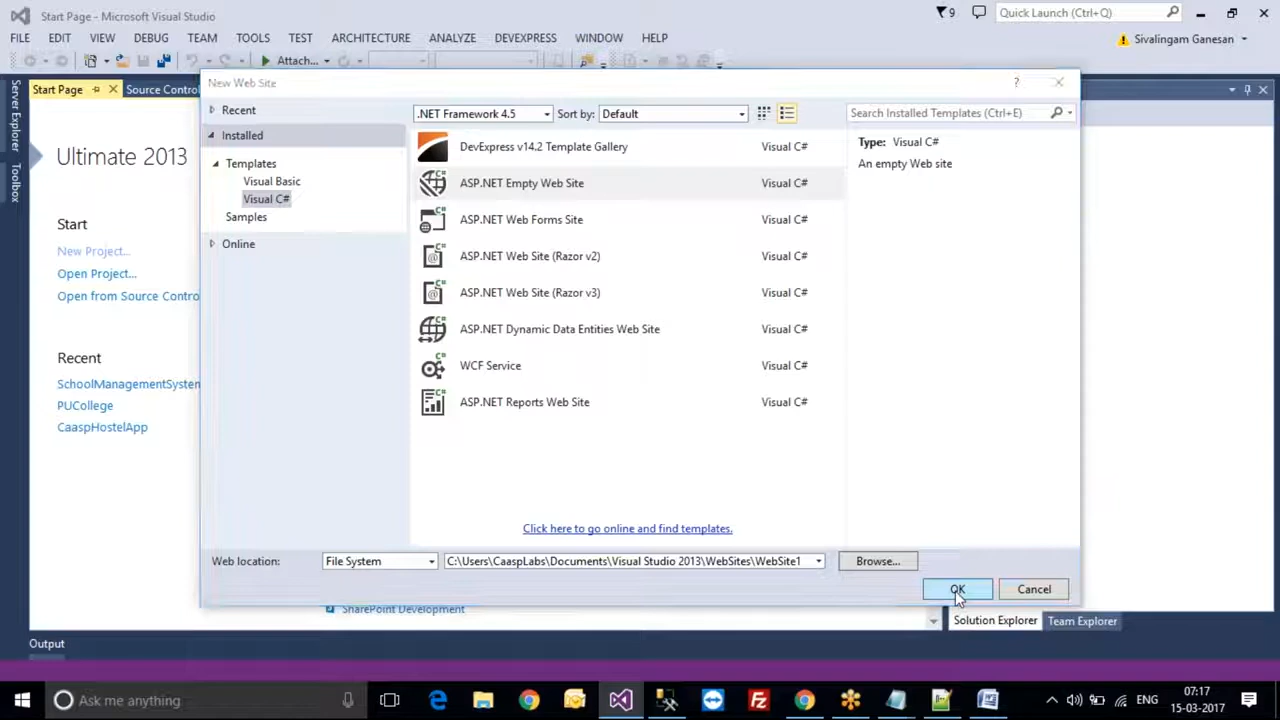 Start Page - Microsoft Visual Studio
9
Quick Launch (Ctrl+Q)
FILE EDIT VIEW DEBUG TEAM TOOLS TEST ARCHITECTURE ANALYZE DEVEXPRESS WINDOW HELP
Sivalingam Ganesan
Attach...
Server Explorer
Toolbox
Start Page
Source Control
Ultimate 2013
Start
New Project...
Open Project...
Open from Source Contro
Recent
SchoolManagementSystem
PUCollege
CaaspHostelApp
New Web Site
?
Recent
Installed
Templates
Visual Basic
Visual C#
Samples
Online
.NET Framework 4.5
Sort by: Default
Search Installed Templates (Ctrl+E)
DevExpress v14.2 Template Gallery Visual C#
ASP.NET Empty Web Site Visual C#
ASP.NET Web Forms Site Visual C#
ASP.NET Web Site (Razor v2) Visual C#
ASP.NET Web Site (Razor v3) Visual C#
ASP.NET Dynamic Data Entities Web Site Visual C#
WCF Service Visual C#
ASP.NET Reports Web Site Visual C#
Type: Visual C#
An empty Web site
Click here to go online and find templates.
Web location: File System C:\Users\CaaspLabs\Documents\Visual Studio 2013\WebSites\WebSite1 Browse...
OK Cancel
SharePoint Development
Solution Explorer Team Explorer
Output
Ask me anything
ENG
07:17
15-03-2017